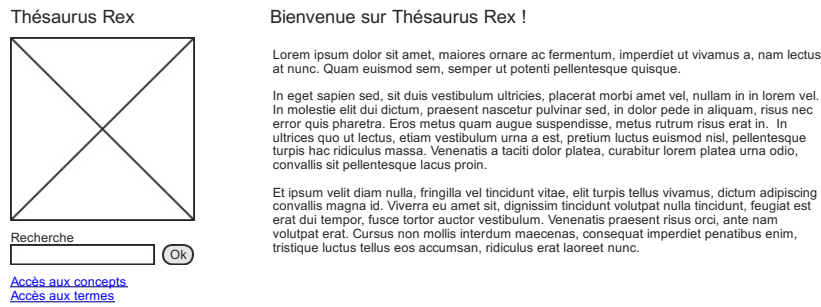 Thésaurus Rex
Recherche
Ok
Accès aux concepts
Accès aux termes
Bienvenue sur Thésaurus Rex !
Lorem ipsum dolor sit amet, maiores ornare ac fermentum, imperdiet ut vivamus a, nam lectus
at nunc. Quam euismod sem, semper ut potenti pellentesque quisque.
In eget sapien sed, sit duis vestibulum ultricies, placerat morbi amet vel, nullam in in lorem vel.
In molestie elit dui dictum, praesent nascetur pulvinar sed, in dolor pede in aliquam, risus nec
error quis pharetra. Eros metus quam augue suspendisse, metus rutrum risus erat in. In
ultrices quo ut lectus, etiam vestibulum urna a est, pretium luctus euismod nisl, pellentesque
turpis hac ridiculus massa. Venenatis a taciti dolor platea, curabitur lorem platea urna odio,
convallis sit pellentesque lacus proin.
Et ipsum velit diam nulla, fringilla vel tincidunt vitae, elit turpis tellus vivamus, dictum adipiscing
convallis magna id. Viverra eu amet sit, dignissim tincidunt volutpat nulla tincidunt, feugiat est
erat dui tempor, fusce tortor auctor vestibulum. Venenatis praesent risus orci, ante nam
volutpat erat. Cursus non mollis interdum maecenas, consequat imperdiet penatibus enim,
tristique luctus tellus eos accumsan, ridiculus erat laoreet nunc.